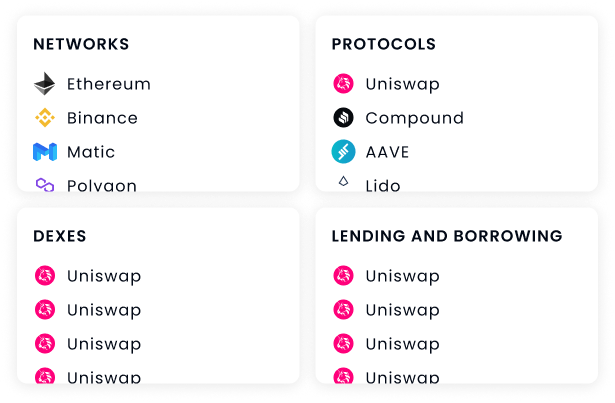 NETWORKS
Ethereum
Binance
Matic
Polygon
PROTOCOLS
Uniswap
Compound
AAVE
Lido
DEXES
Uniswap
Uniswap
Uniswap
Uniswap
LENDING AND BORROWING
Uniswap
Uniswap
Uniswap
Uniswap